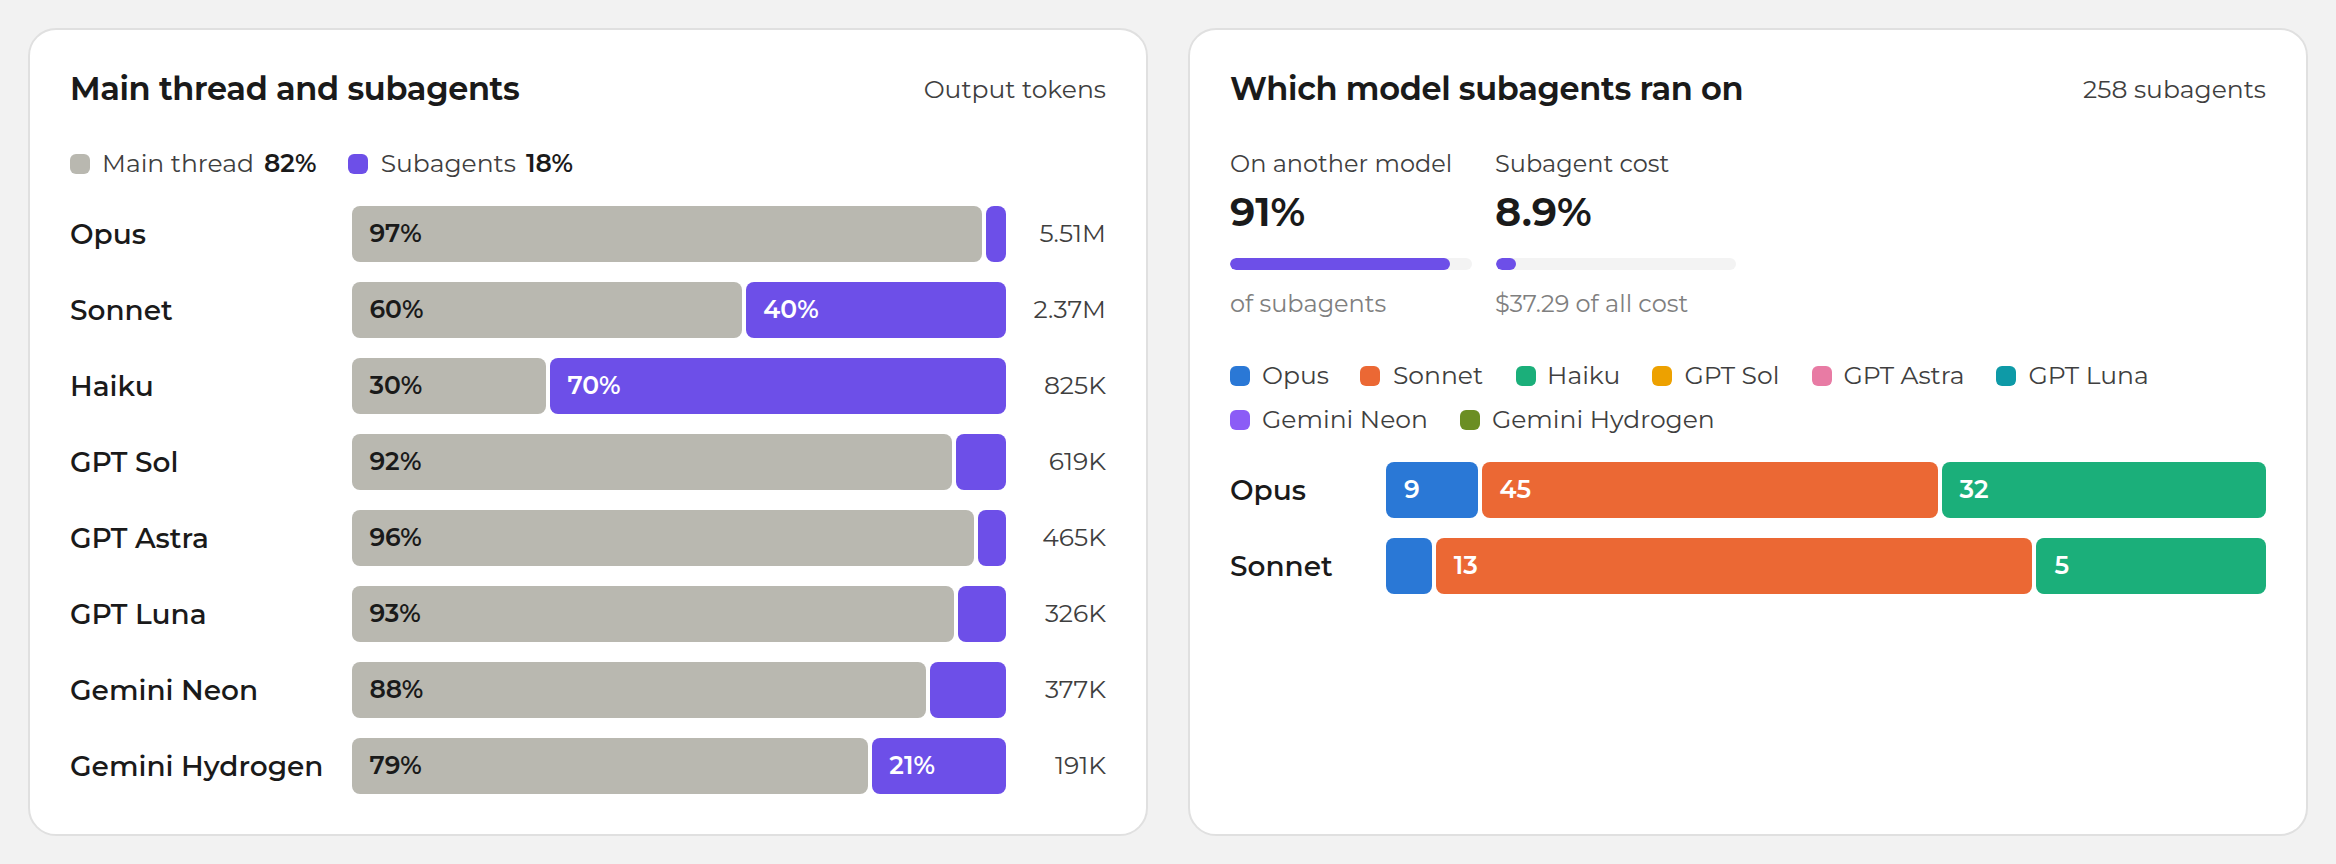 Main thread and subagents
Output tokens
Main thread 82%
Subagents 18%
Opus 97% 5.51M
Sonnet 60% 40% 2.37M
Haiku 30% 70% 825K
GPT Sol 92% 619K
GPT Astra 96% 465K
GPT Luna 93% 326K
Gemini Neon 88% 377K
Gemini Hydrogen 79% 21% 191K
Which model subagents ran on
258 subagents
On another model
91%
of subagents
Subagent cost
8.9%
$37.29 of all cost
Opus Sonnet Haiku GPT Sol GPT Astra GPT Luna
Gemini Neon Gemini Hydrogen
Opus 9 45 32
Sonnet 13 5